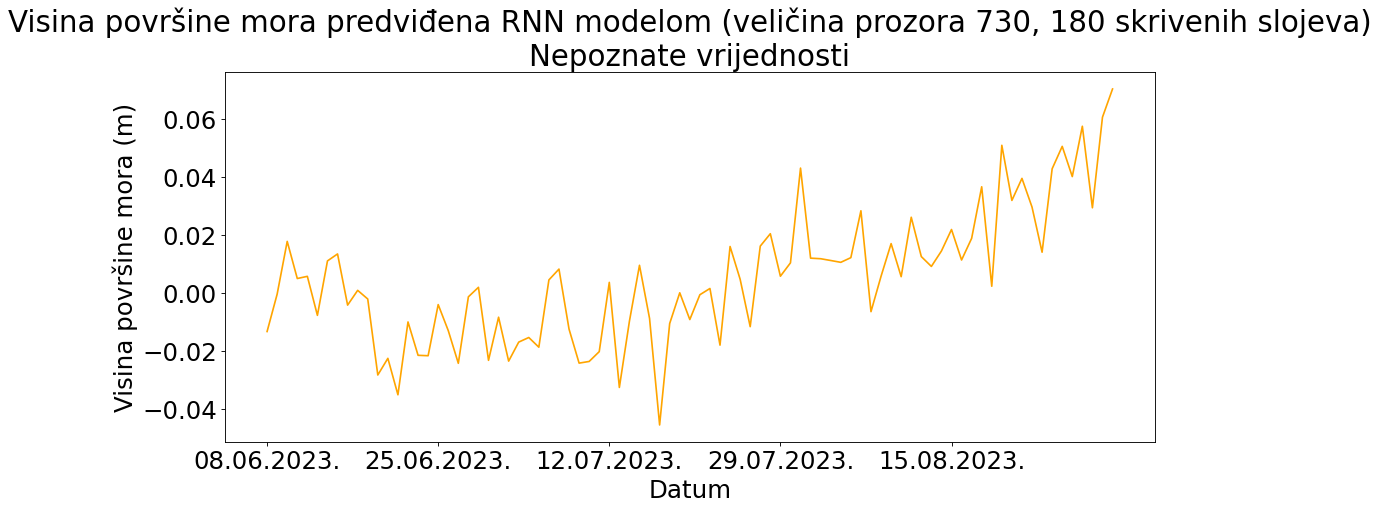 Visina površine mora predviđena RNN modelom (veličina prozora 730, 180 skrivenih slojeva)
Nepoznate vrijednosti
Visina površine mora (m)
0.06
0.04
0.02
0.00
−0.02
−0.04
08.06.2023. 25.06.2023. 12.07.2023. 29.07.2023. 15.08.2023.
Datum